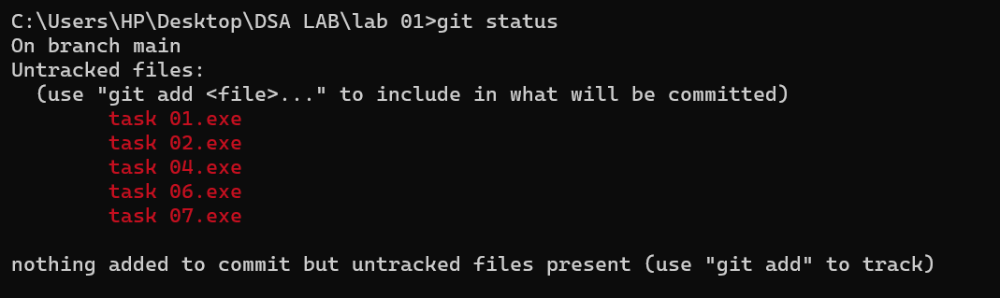 C:\Users\HP\Desktop\DSA LAB\lab 01>git status
On branch main
Untracked files:
  (use "git add <file>..." to include in what will be committed)
        task 01.exe
        task 02.exe
        task 04.exe
        task 06.exe
        task 07.exe

nothing added to commit but untracked files present (use "git add" to track)